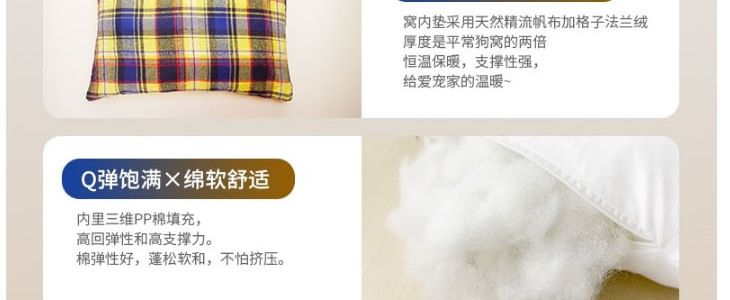 窝内垫采用天然精流帆布加格子法兰绒
厚度是平常狗窝的两倍
恒温保暖，支撑性强，
给爱宠家的温暖~
Q弹饱满×绵软舒适
内里三维PP棉填充，
高回弹性和高支撑力。
棉弹性好，蓬松软和，不怕挤压。